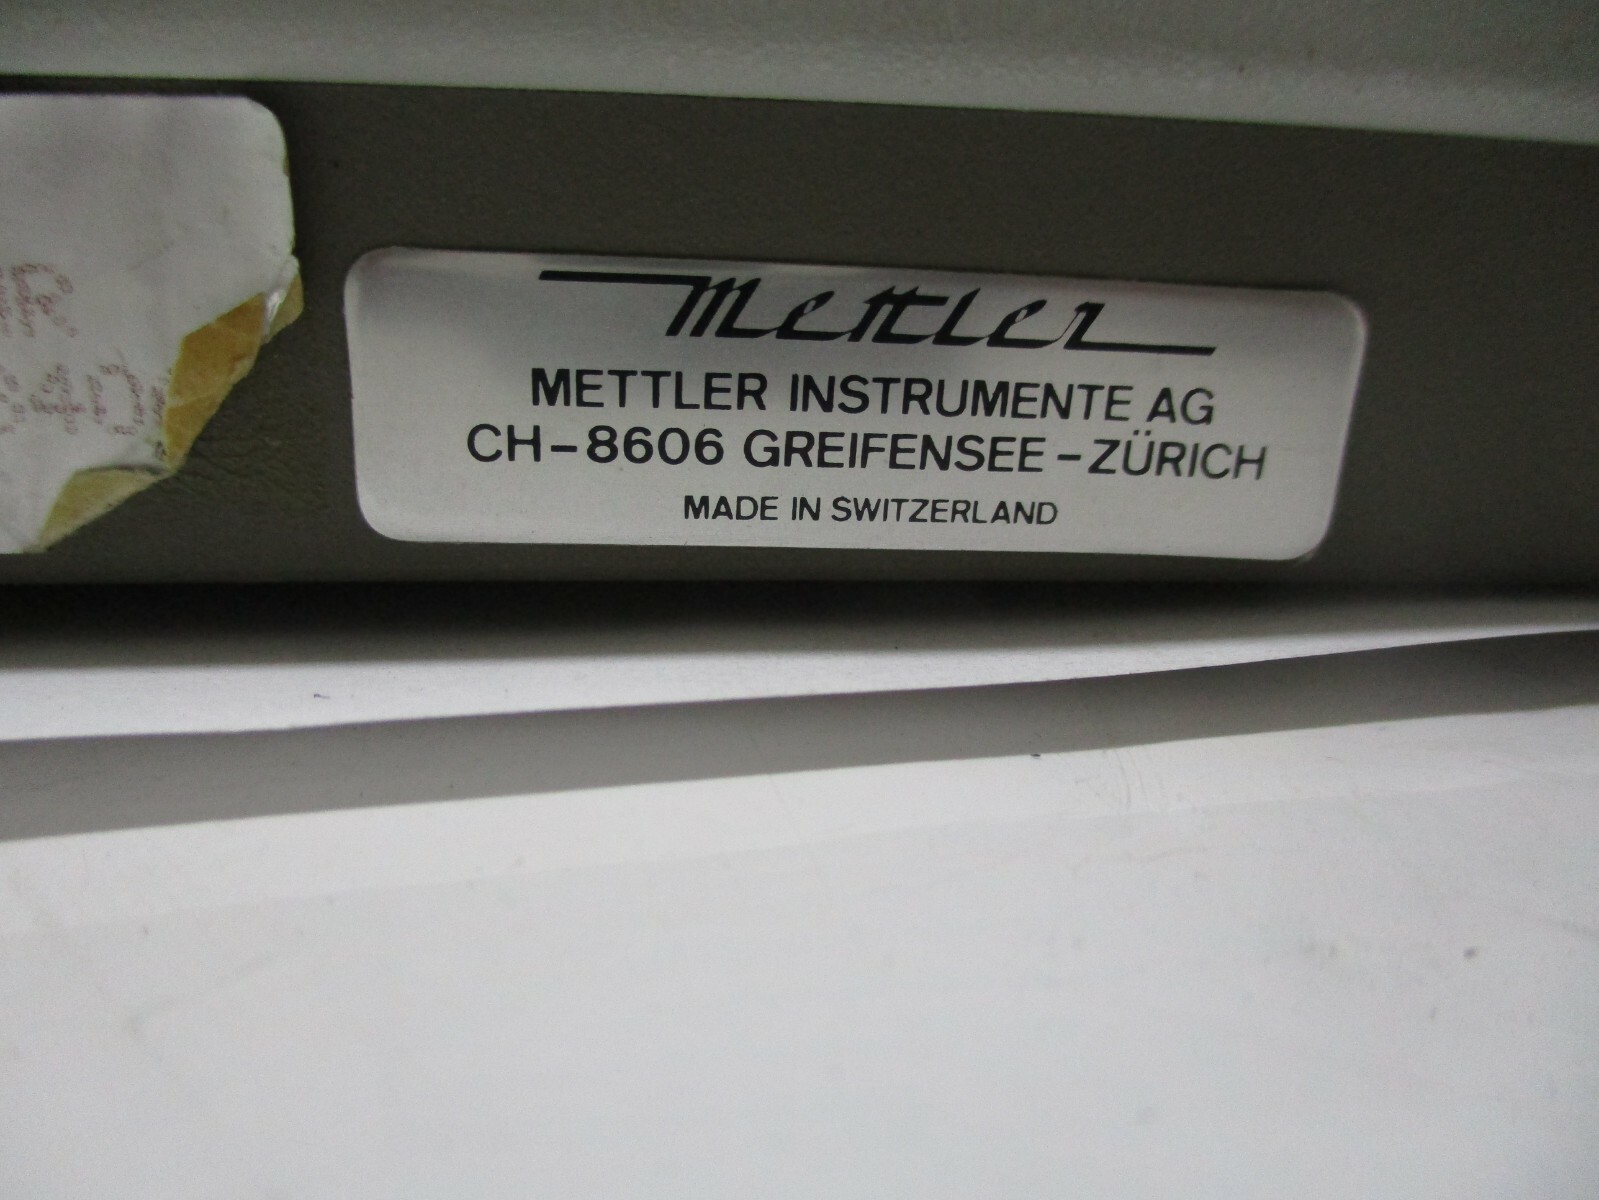 Mettler
METTLER INSTRUMENTE AG
CH-8606 GREIFENSEE-ZÜRICH
MADE IN SWITZERLAND